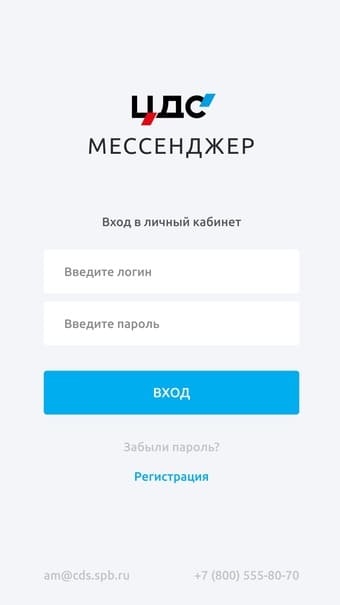 ЦДС
МЕССЕНДЖЕР
Вход в личный кабинет
Введите логин
Введите пароль
ВХОД
Забыли пароль?
Регистрация
am@cds.spb.ru +7 (800) 555-80-70